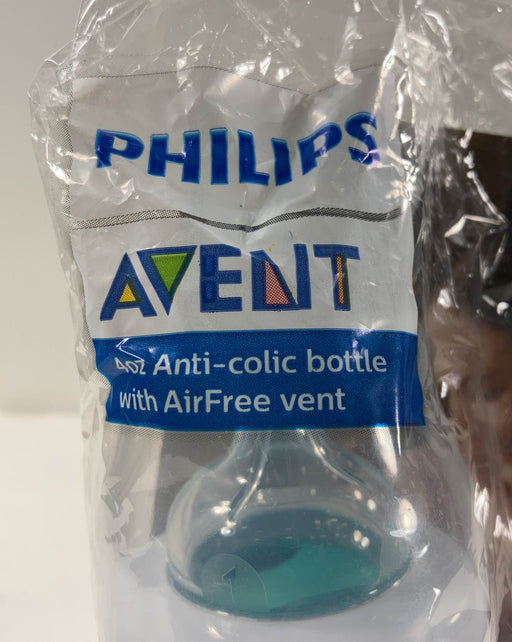 PHILIPS
AVENT
4oz Anti-colic bottle
with AirFree vent